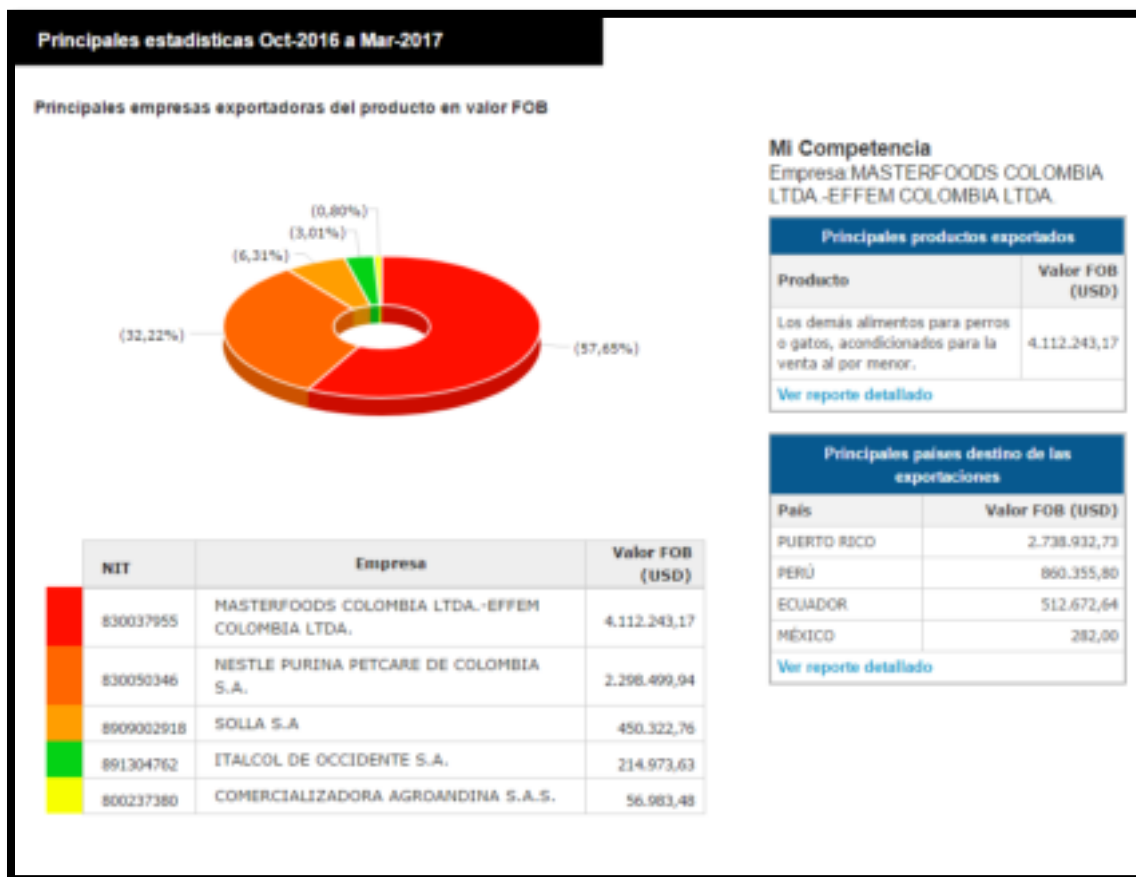 Principales estadisticas Oct-2016 a Mar-2017
Principales empresas exportadoras del producto en valor FOB
(0,80%)
(3,01%)
(6,31%)
(32,22%)
(57,65%)
NIT Empresa Valor FOB
(USD)
830037955 MASTERFOODS COLOMBIA LTDA.-EFFEM
COLOMBIA LTDA. 4.112.243,17
830050346 NESTLE PURINA PETCARE DE COLOMBIA
S.A. 2.298.499,94
8909002918 SOLLA S.A 450.322,76
891304762 ITALCOL DE OCCIDENTE S.A. 214.973,63
800237380 COMERCIALIZADORA AGROANDINA S.A.S. 56.983,48
Mi Competencia
Empresa:MASTERFOODS COLOMBIA
LTDA.-EFFEM COLOMBIA LTDA.
Principales productos exportados
Producto Valor FOB
(USD)
Los demás alimentos para perros
o gatos, acondicionados para la
venta al por menor. 4.112.243,17
Ver reporte detallado
Principales países destino de las
exportaciones
País Valor FOB (USD)
PUERTO RICO 2.738.932,73
PERÚ 860.355,80
ECUADOR 512.672,64
MÉXICO 282,00
Ver reporte detallado